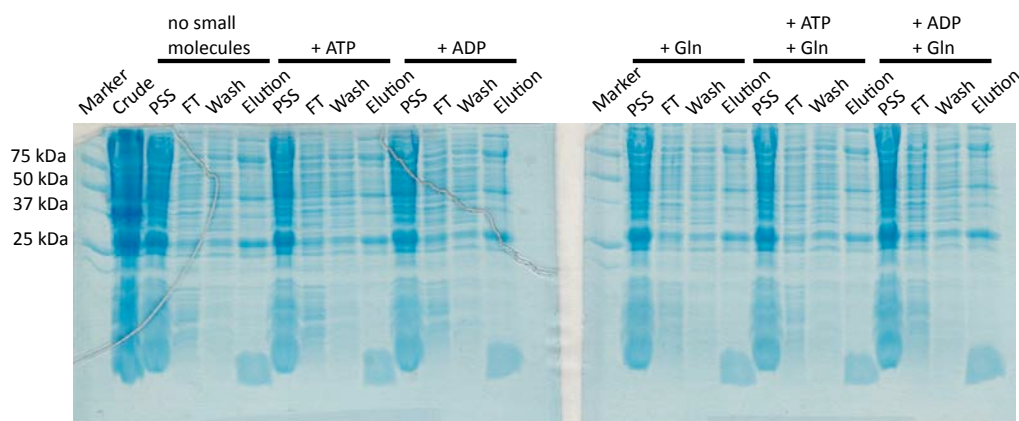 no small
molecules
+ ATP
+ ADP
+ Gln
+ ATP
+ Gln
+ ADP
+ Gln
Marker
Crude
PSS
FT
Wash
Elution
PSS
FT
Wash
Elution
PSS
FT
Wash
Elution
Marker
PSS
FT
Wash
Elution
PSS
FT
Wash
Elution
PSS
FT
Wash
Elution
75 kDa
50 kDa
37 kDa
25 kDa